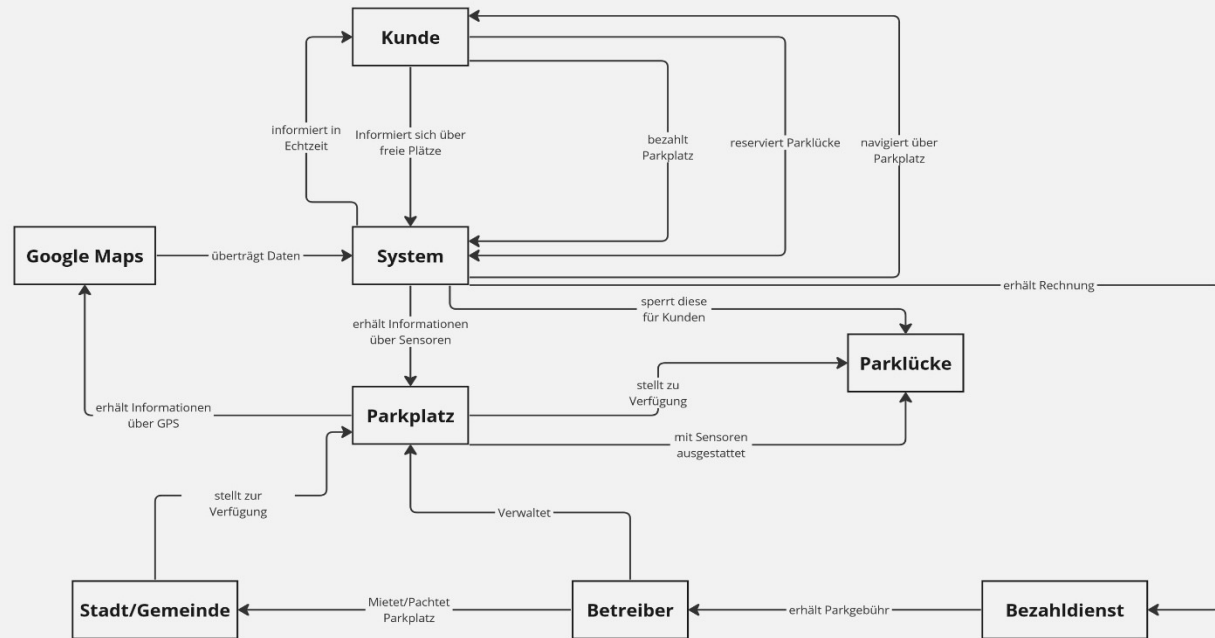 Kunde
informiert in
Echtzeit
Informiert sich über
freie Plätze
bezahlt
Parkplatz
reserviert Parklücke
navigiert über
Parkplatz
Google Maps
überträgt Daten
System
erhält Rechnung
sperrt diese
für Kunden
erhält Informationen
über Sensoren
Parklücke
stellt zu
Verfügung
erhält Informationen
über GPS
Parkplatz
mit Sensoren
ausgestattet
stellt zur
Verfügung
Verwaltet
Stadt/Gemeinde
Mietet/Pachtet
Parkplatz
Betreiber
erhält Parkgebühr
Bezahldienst